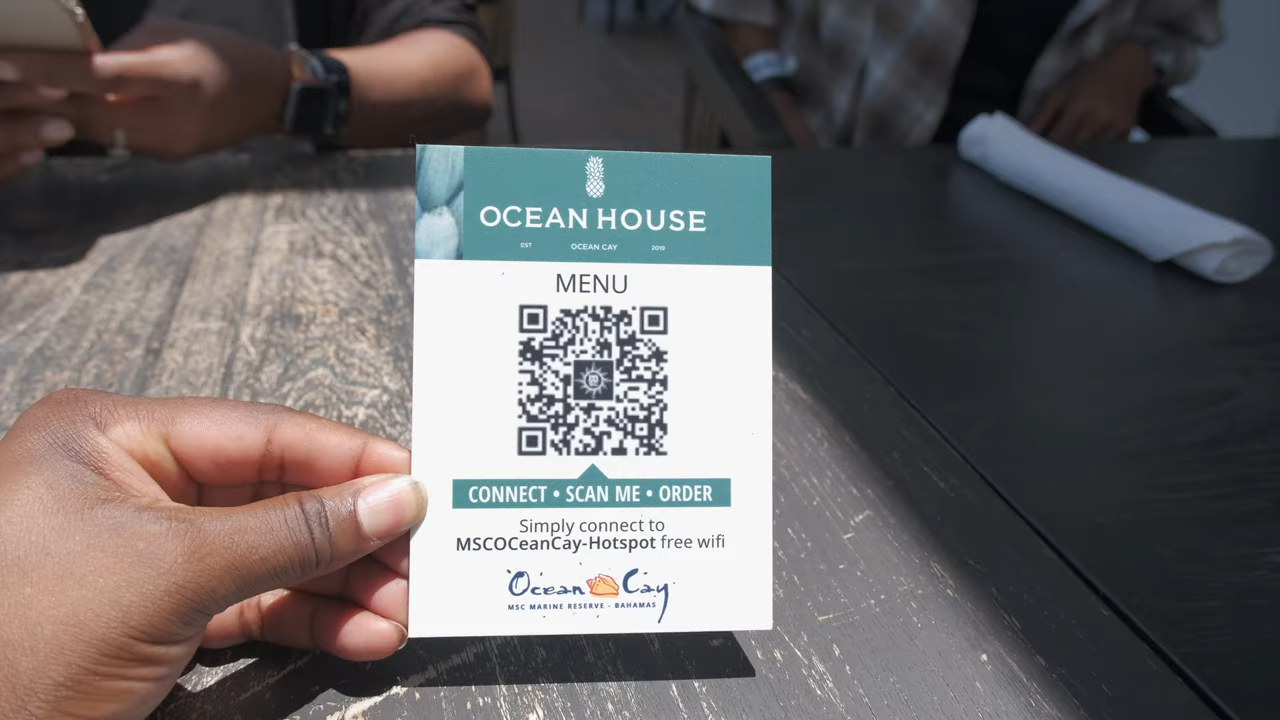 OCEAN HOUSE
EST OCEAN CAY 2019
MENU
CONNECT • SCAN ME • ORDER
Simply connect to
MSCOCeanCay-Hotspot free wifi
Ocean Cay
MSC MARINE RESERVE - BAHAMAS